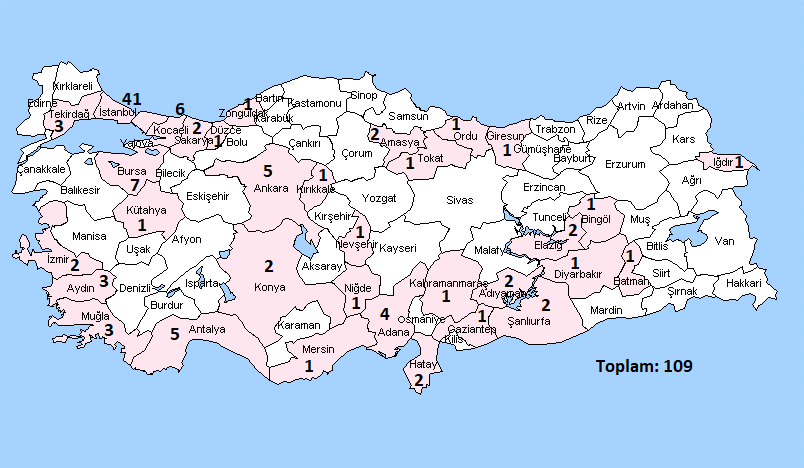 41
6
1
Bartın
Kırklareli
Edirne
Tekirdağ
3
İstanbul
Kocaeli
2
Sakarya
Düzce
1
Zonguldak
Karabük
Kastamonu
Sinop
Samsun
Bolu
Çankırı
Çorum
2
Amasya
1
Ordu
1
Tokat
Giresun
1
Trabzon
Gümüşhane
Rize
Artvin
Ardahan
Kars
Bayburt
Erzurum
Iğdır 1
Ağrı
Yalova
Çanakkale
Bursa
7
Bilecik
Balıkesir
Eskişehir
5
Ankara
1
Kırıkkale
Yozgat
Sivas
Erzincan
Tunceli
1
Bingöl
2
Elazığ
Muş
Bitlis
Van
Kütahya
1
Manisa
Uşak
Afyon
Kırşehir
1
Nevşehir
Kayseri
Malatya
İzmir
2
Aydın
3
Denizli
Isparta
Burdur
2
Konya
Aksaray
Niğde
1
Kahramanmaraş
1
2
Adıyaman
1
Diyarbakır
1
Batman
Siirt
Şırnak
Hakkari
Mardin
2
Şanlıurfa
1
Gaziantep
Kilis
Osmaniye
4
Adana
Karaman
Mersin
1
Muğla
3
5
Antalya
Hatay
2
Toplam: 109